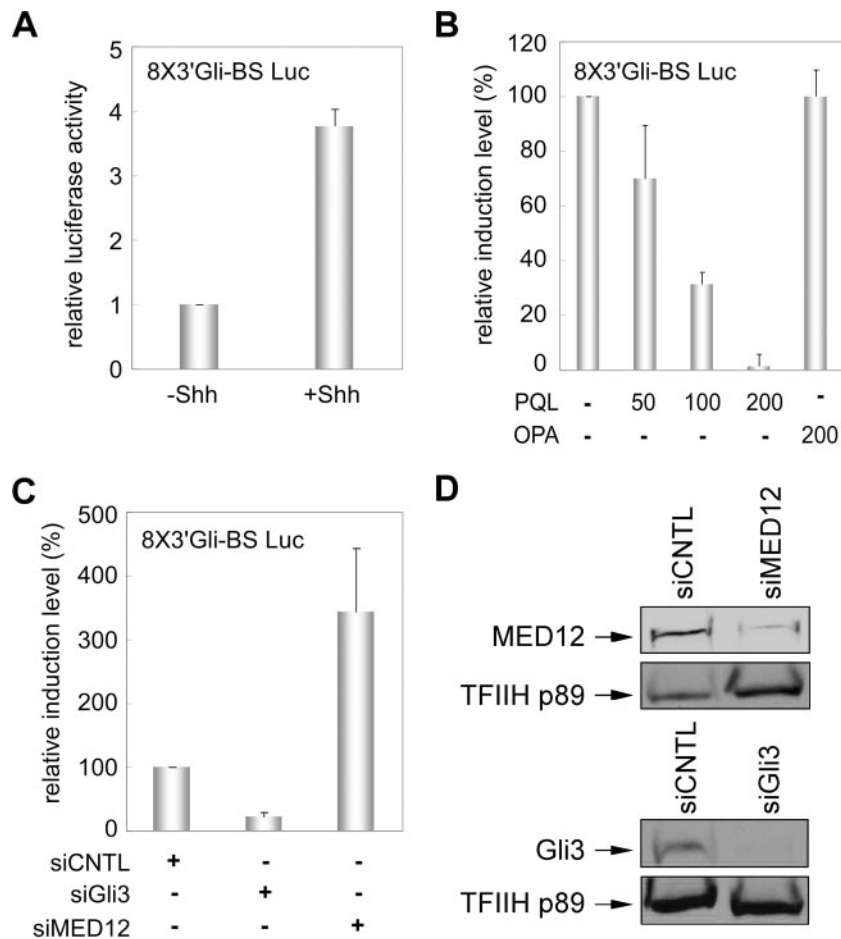 A
8X3'Gli-BS Luc
relative luciferase activity
5
4
3
2
1
0
-Shh +Shh
B
8X3'Gli-BS Luc
relative induction level (%)
120
100
80
60
40
20
0
PQL - 50 100 200 -
OPA - - - - 200
C
8X3'Gli-BS Luc
relative induction level (%)
500
400
350
300
200
100
0
siCNTL + - -
siGli3 - + -
siMED12 - - +
D
siCNTL siMED12
MED12
TFIIH p89
siCNTL siGli3
Gli3
TFIIH p89